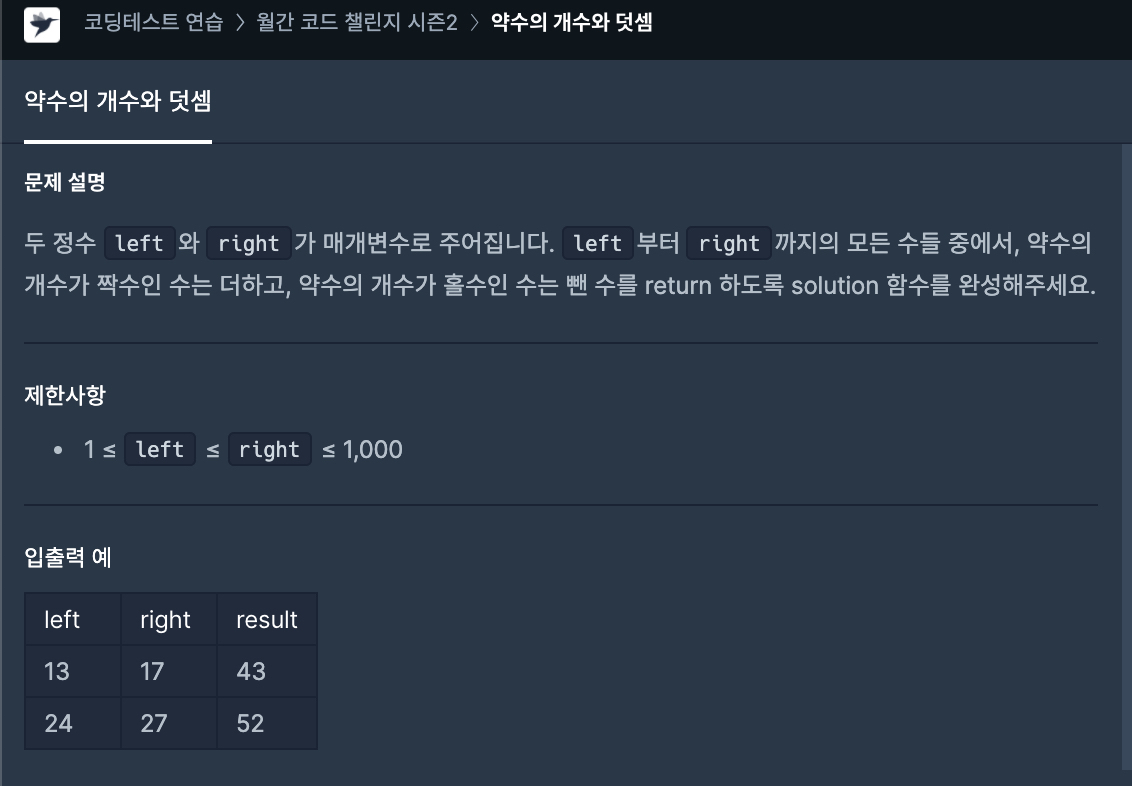 코딩테스트 연습 > 월간 코드 챌린지 시즌2 > 약수의 개수와 덧셈
약수의 개수와 덧셈
문제 설명
두 정수 left 와 right 가 매개변수로 주어집니다. left 부터 right 까지의 모든 수들 중에서, 약수의
개수가 짝수인 수는 더하고, 약수의 개수가 홀수인 수는 뺀 수를 return 하도록 solution 함수를 완성해주세요.
제한사항
• 1 ≤ left ≤ right ≤ 1,000
입출력 예
left right result
13 17 43
24 27 52